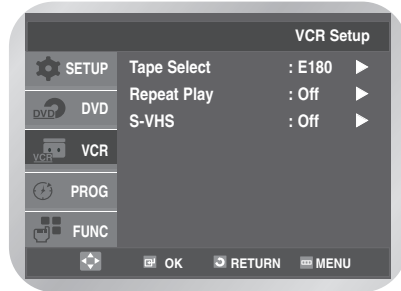 VCR Setup
SETUP
Tape Select : E180
Repeat Play : Off
DVD DVD
S-VHS : Off
VCR VCR
PROG
FUNC
OK RETURN MENU